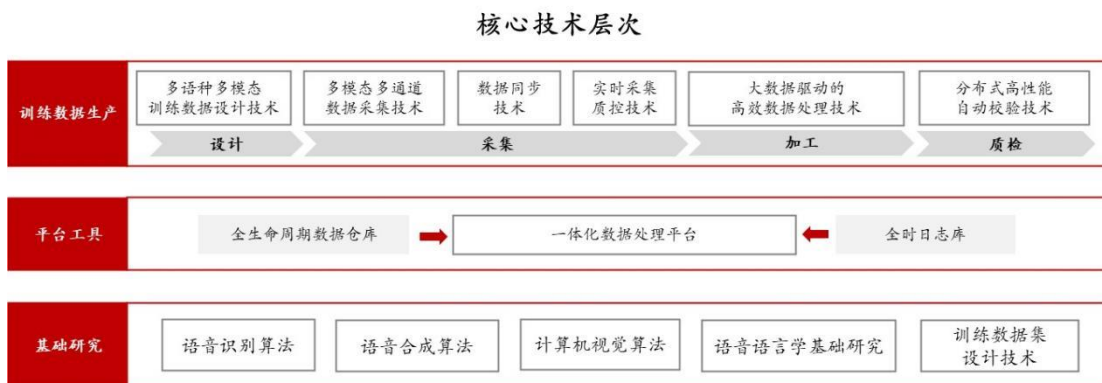 核心技术层次
训练数据生产
多语种多模态
训练数据设计技术
多模态多通道
数据采集技术
数据同步
技术
实时采集
质控技术
大数据驱动的
高效数据处理技术
分布式高性能
自动校验技术
设计
采集
加工
质检
平台工具
全生命周期数据仓库
一体化数据处理平台
全时日志库
基础研究
语音识别算法
语音合成算法
计算机视觉算法
语音语言学基础研究
训练数据集
设计技术